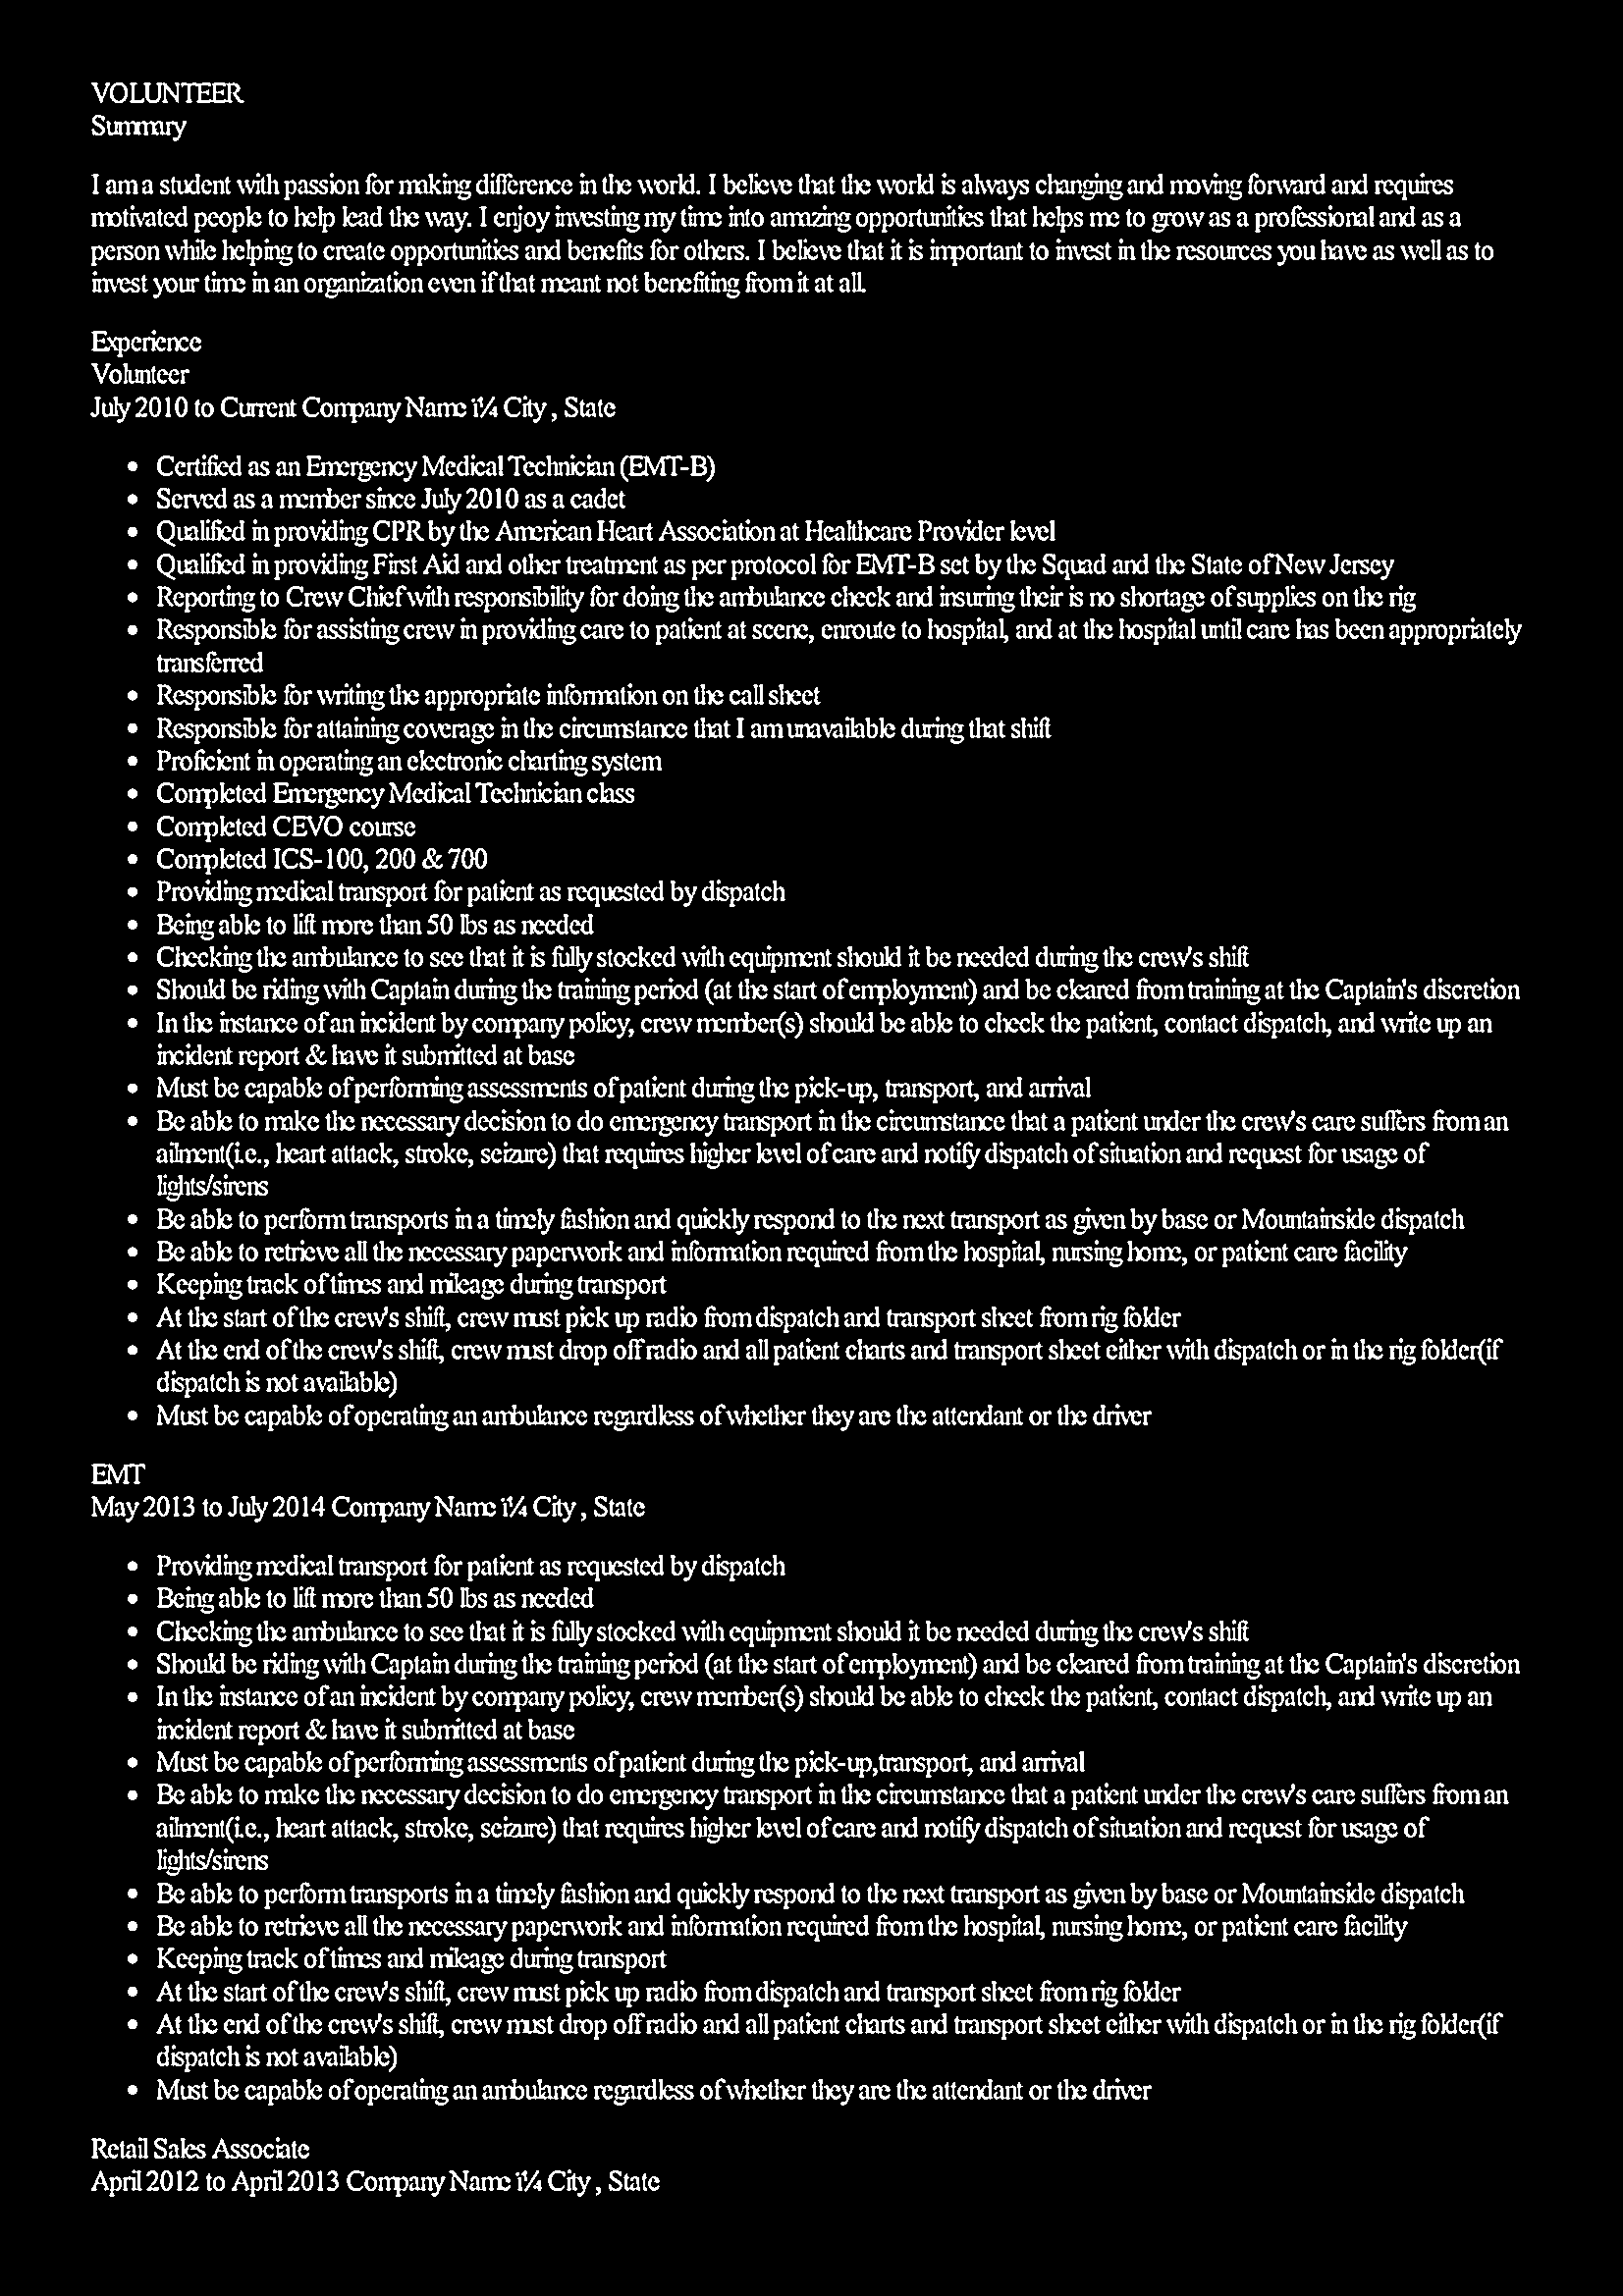 VOLUNTEER
Summary
I am a student with passion for making difference in the world. I believe that the world is always changing and moving forward and requires
motivated people to help lead the way. I enjoy investing my time into amazing opportunities that helps me to grow as a professional and as a
person while helping to create opportunities and benefits for others. I believe that it is important to invest in the resources you have as well as to
invest your time in an organization even if that meant not benefiting from it at all.
Experience
Volunteer
July 2010 to Current Company Name ï¼ City , State
• Certified as an Emergency Medical Technician (EMT-B)
• Served as a member since July 2010 as a cadet
• Qualified in providing CPR by the American Heart Association at Healthcare Provider level
• Qualified in providing First Aid and other treatment as per protocol for EMT-B set by the Squad and the State of New Jersey
• Reporting to Crew Chief with responsibility for doing the ambulance check and insuring their is no shortage of supplies on the rig
• Responsible for assisting crew in providing care to patient at scene, enroute to hospital, and at the hospital until care has been appropriately
transferred
• Responsible for writing the appropriate information on the call sheet
• Responsible for attaining coverage in the circumstance that I am unavailable during that shift
• Proficient in operating an electronic charting system
• Completed Emergency Medical Technician class
• Completed CEVO course
• Completed ICS-100, 200 & 700
• Providing medical transport for patient as requested by dispatch
• Being able to lift more than 50 lbs as needed
• Checking the ambulance to see that it is fully stocked with equipment should it be needed during the crew's shift
• Should be riding with Captain during the training period (at the start of employment) and be cleared from training at the Captain's discretion
• In the instance of an incident by company policy, crew member(s) should be able to check the patient, contact dispatch, and write up an
incident report & have it submitted at base
• Must be capable of performing assessments of patient during the pick-up, transport, and arrival
• Be able to make the necessary decision to do emergency transport in the circumstance that a patient under the crew's care suffers from an
ailment(i.e., heart attack, stroke, seizure) that requires higher level of care and notify dispatch of situation and request for usage of
lights/sirens
• Be able to perform transports in a timely fashion and quickly respond to the next transport as given by base or Mountainside dispatch
• Be able to retrieve all the necessary paperwork and information required from the hospital, nursing home, or patient care facility
• Keeping track of times and mileage during transport
• At the start of the crew's shift, crew must pick up radio from dispatch and transport sheet from rig folder
• At the end of the crew's shift, crew must drop off radio and all patient charts and transport sheet either with dispatch or in the rig folder(if
dispatch is not available)
• Must be capable of operating an ambulance regardless of whether they are the attendant or the driver
EMT
May 2013 to July 2014 Company Name ï¼ City , State
• Providing medical transport for patient as requested by dispatch
• Being able to lift more than 50 lbs as needed
• Checking the ambulance to see that it is fully stocked with equipment should it be needed during the crew's shift
• Should be riding with Captain during the training period (at the start of employment) and be cleared from training at the Captain's discretion
• In the instance of an incident by company policy, crew member(s) should be able to check the patient, contact dispatch, and write up an
incident report & have it submitted at base
• Must be capable of performing assessments of patient during the pick-up,transport, and arrival
• Be able to make the necessary decision to do emergency transport in the circumstance that a patient under the crew's care suffers from an
ailment(i.e., heart attack, stroke, seizure) that requires higher level of care and notify dispatch of situation and request for usage of
lights/sirens
• Be able to perform transports in a timely fashion and quickly respond to the next transport as given by base or Mountainside dispatch
• Be able to retrieve all the necessary paperwork and information required from the hospital, nursing home, or patient care facility
• Keeping track of times and mileage during transport
• At the start of the crew's shift, crew must pick up radio from dispatch and transport sheet from rig folder
• At the end of the crew's shift, crew must drop off radio and all patient charts and transport sheet either with dispatch or in the rig folder(if
dispatch is not available)
• Must be capable of operating an ambulance regardless of whether they are the attendant or the driver
Retail Sales Associate
April 2012 to April 2013 Company Name ï¼ City , State